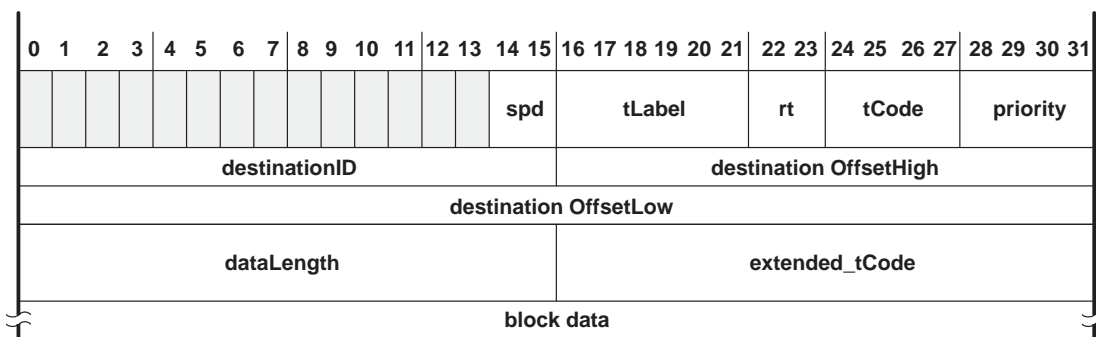 0 1 2 3 4 5 6 7 8 9 10 11 12 13 14 15 16 17 18 19 20 21 22 23 24 25 26 27 28 29 30 31
spd tLabel rt tCode priority
destinationID destination OffsetHigh
destination OffsetLow
dataLength extended_tCode
block data